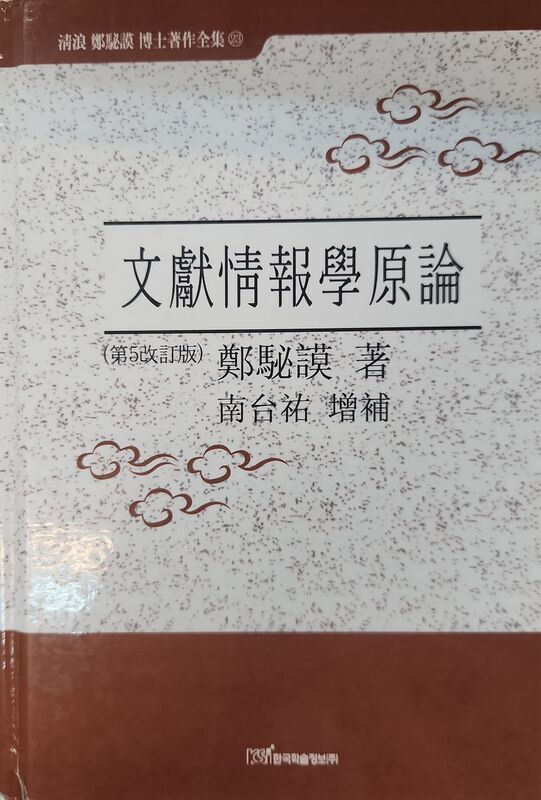 淸浪 鄭駜謨 博士著作全集 ㉓
文獻情報學原論
(第5改訂版) 鄭駜謨 著
南台祐 增補
KSI 한국학술정보(주)